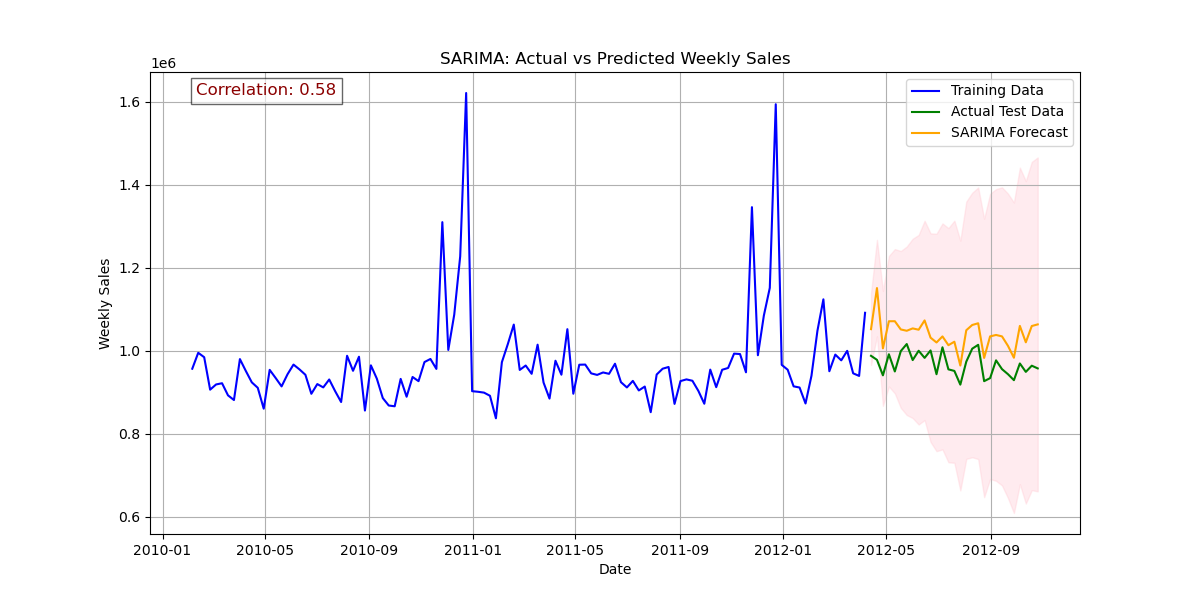 SARIMA: Actual vs Predicted Weekly Sales
1e6
Correlation: 0.58
Training Data
Actual Test Data
SARIMA Forecast
1.6
1.4
1.2
1.0
0.8
0.6
Weekly Sales
2010-01 2010-05 2010-09 2011-01 2011-05 2011-09 2012-01 2012-05 2012-09
Date